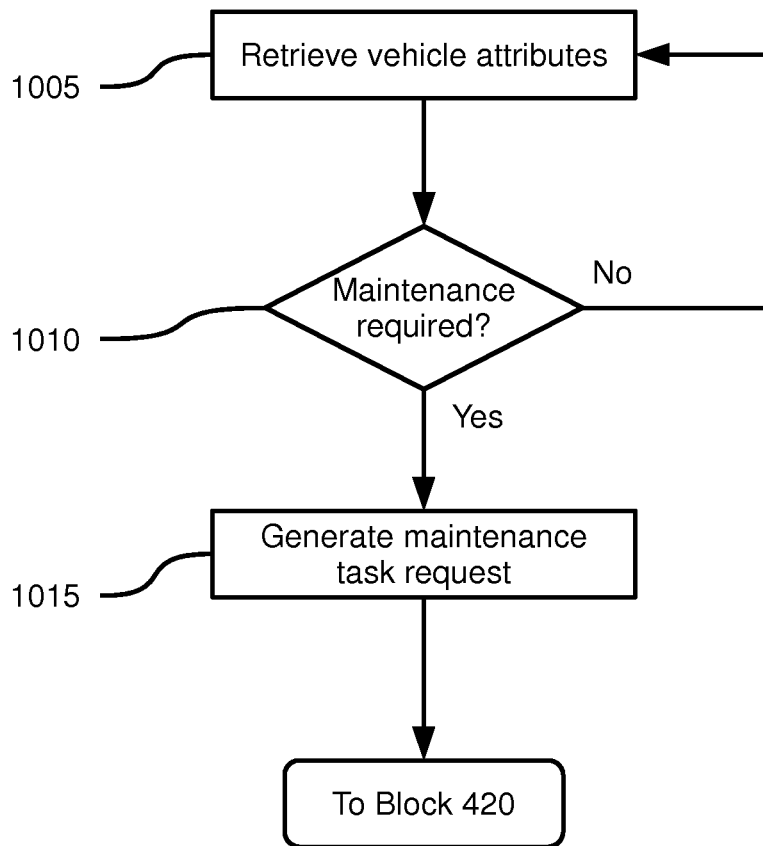 Retrieve vehicle attributes
1005
No
Maintenance
required?
1010
Yes
Generate maintenance
task request
1015
To Block 420